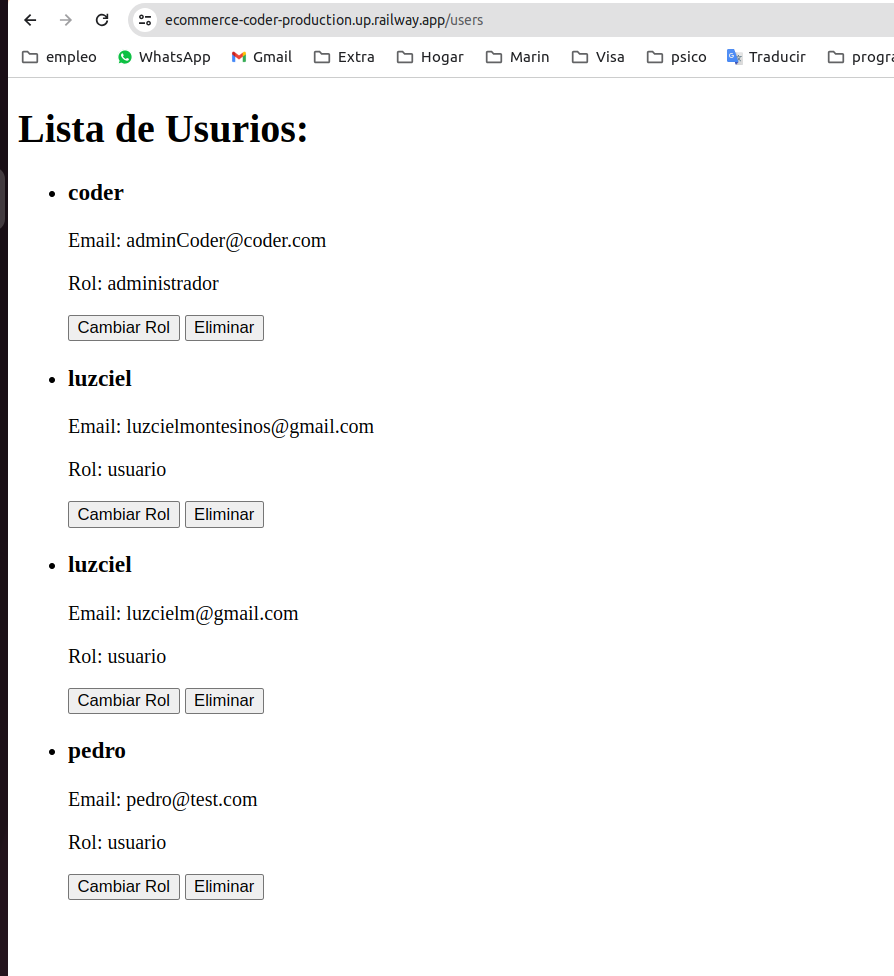 ecommerce-coder-production.up.railway.app/users
empleo WhatsApp Gmail Extra Hogar Marin Visa psico Traducir progra
Lista de Usurios:
coder
Email: adminCoder@coder.com
Rol: administrador
Cambiar Rol Eliminar
luzciel
Email: luzcielmontesinos@gmail.com
Rol: usuario
Cambiar Rol Eliminar
luzciel
Email: luzcielm@gmail.com
Rol: usuario
Cambiar Rol Eliminar
pedro
Email: pedro@test.com
Rol: usuario
Cambiar Rol Eliminar